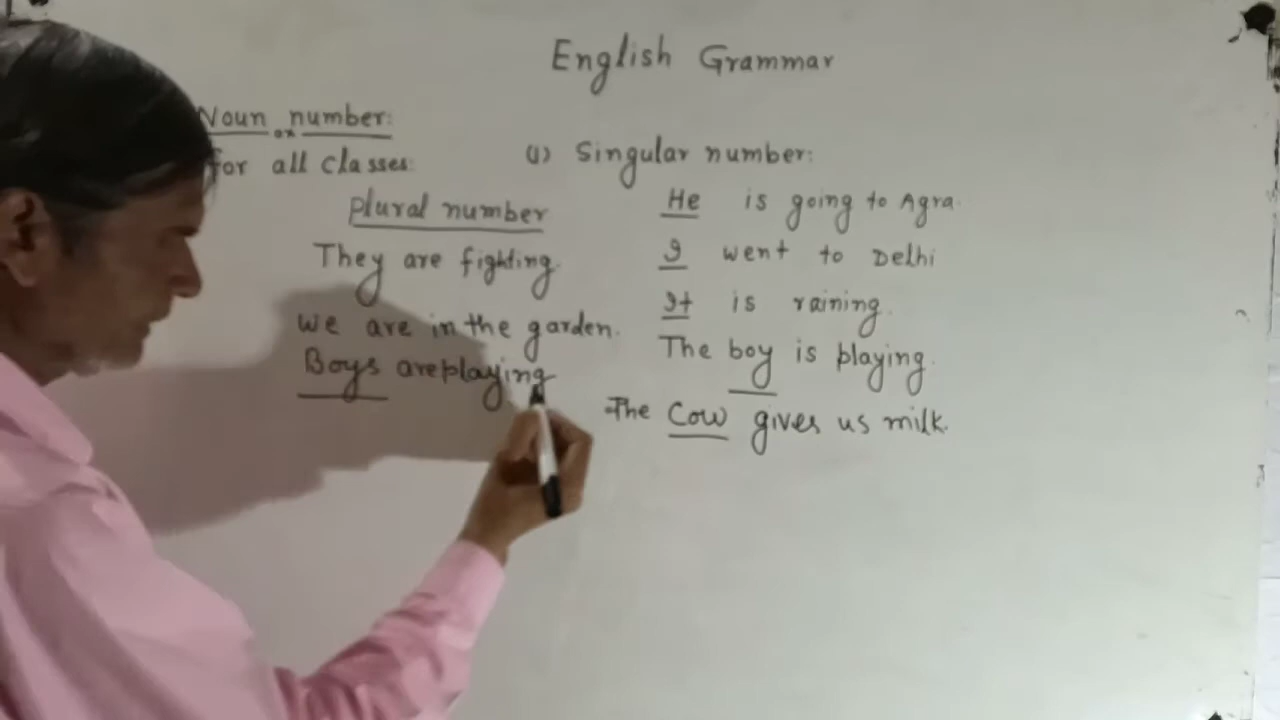 English Grammar
Noun on number:
for all classes:
Plural number
They are fighting
We are in the garden.
Boys are playing
(1) Singular number:
He is going to Agra.
I went to Delhi
It is raining.
The boy is playing.
The Cow gives us milk.